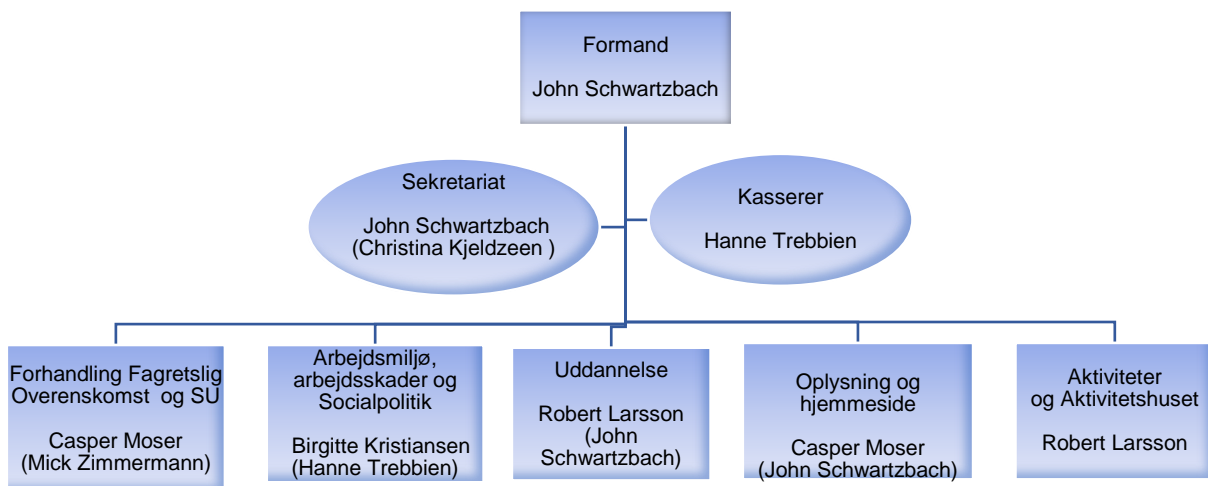 Formand
John Schwartzbach
Sekretariat
John Schwartzbach
(Christina Kjeldzeen )
Kasserer
Hanne Trebbien
Forhandling Fagretslig
Overenskomst og SU
Casper Moser
(Mick Zimmermann)
Arbejdsmiljø,
arbejdsskader og
Socialpolitik
Birgitte Kristiansen
(Hanne Trebbien)
Uddannelse
Robert Larsson
(John
Schwartzbach)
Oplysning og
hjemmeside
Casper Moser
(John Schwartzbach)
Aktiviteter
og Aktivitetshuset
Robert Larsson